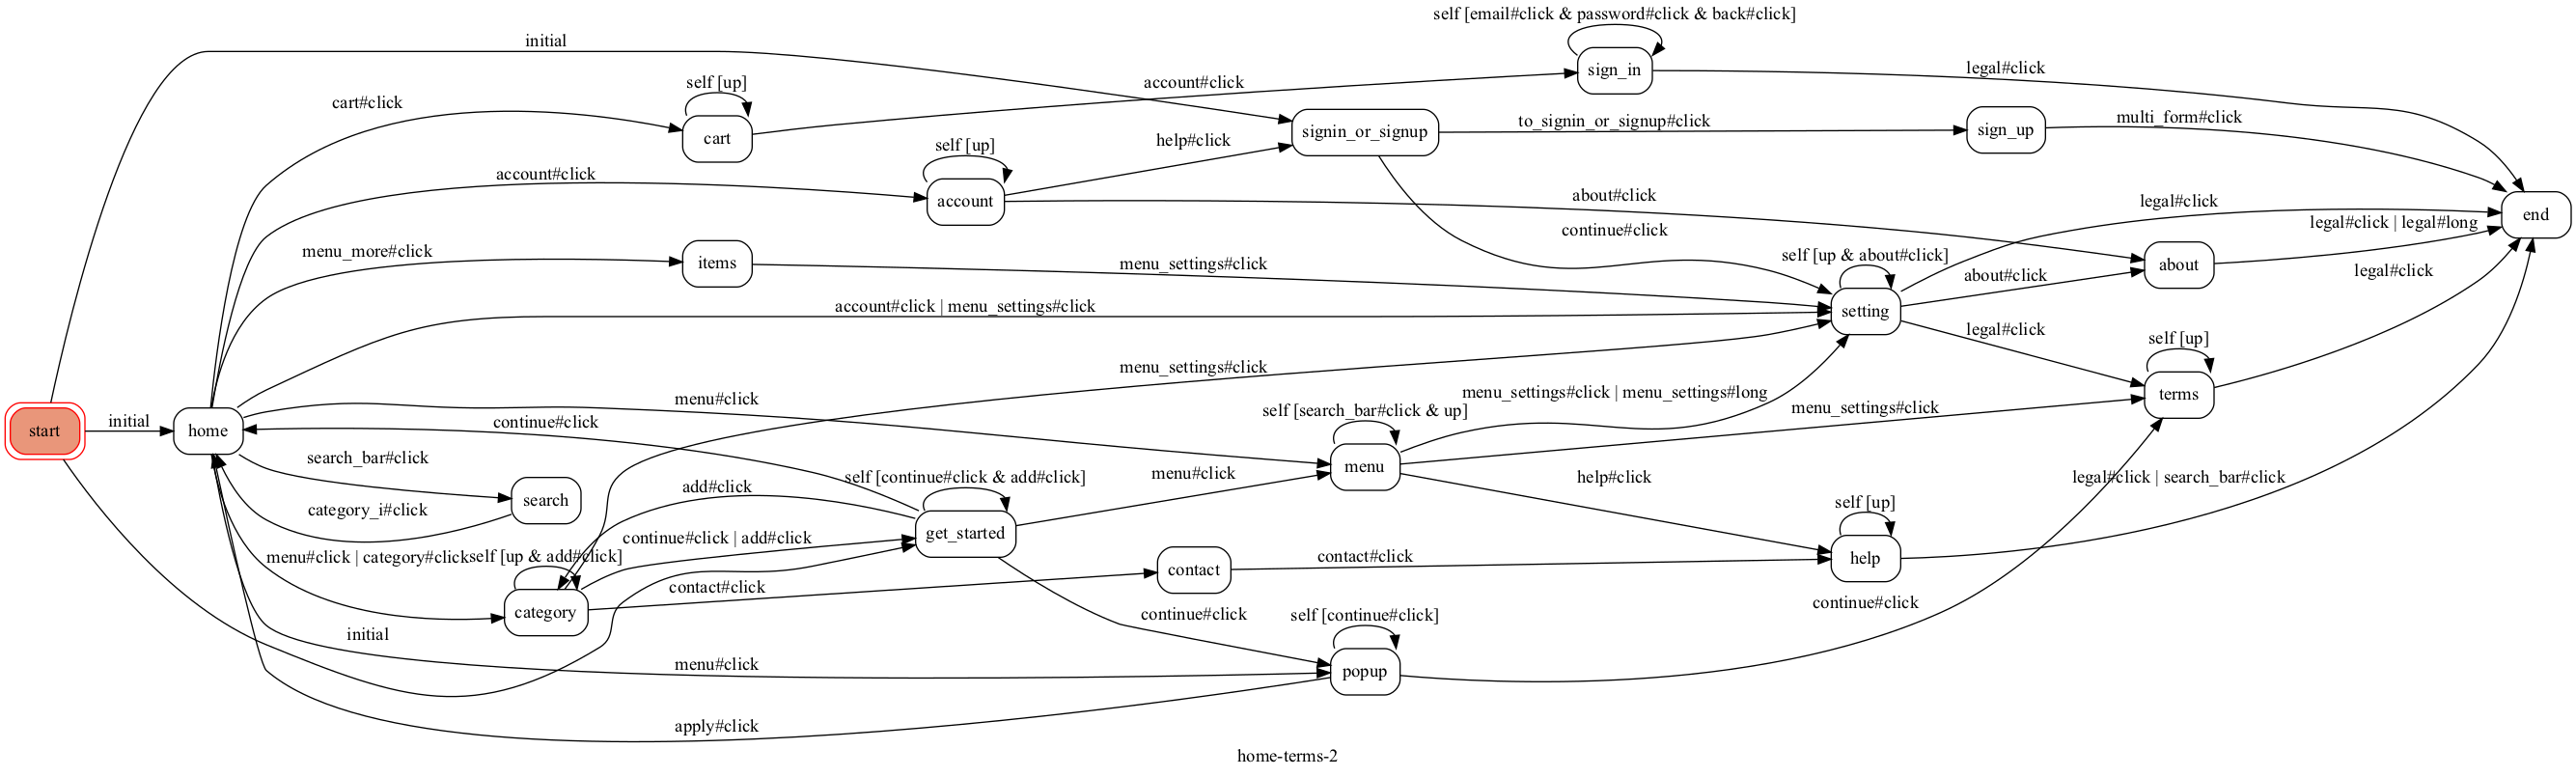 self [email#click & password#click & back#click]
initial
sign_in
legal#click
self [up]
account#click
cart#click
cart
signin_or_signup
to_signin_or_signup#click
sign_up
multi_form#click
self [up]
help#click
account#click
account
about#click
legal#click
end
legal#click | legal#long
continue#click
menu_more#click
items
menu_settings#click
self [up & about#click]
about#click
about
legal#click
account#click | menu_settings#click
setting
legal#click
self [up]
menu_settings#click
menu#click
menu_settings#click | menu_settings#long
terms
self [search_bar#click & up]
menu_settings#click
start
initial
home
continue#click
search_bar#click
menu
self [continue#click & add#click]
menu#click
help#click
legal#click | search_bar#click
add#click
search
category_i#click
self [up]
get_started
continue#click | add#click
menu#click | category#click
self [up & add#click]
contact#click
help
contact
contact#click
category
continue#click
continue#click
self [continue#click]
initial
menu#click
popup
apply#click
home-terms-2